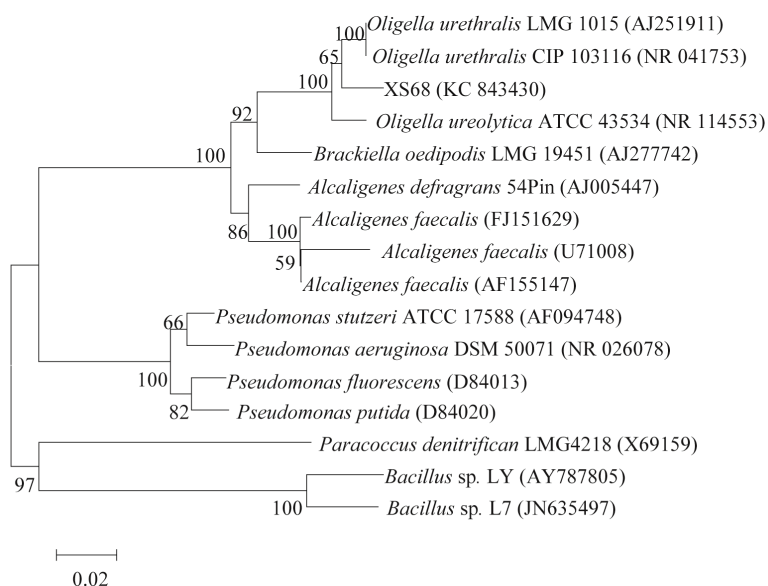 Oligella urethralis LMG 1015 (AJ251911)
100
Oligella urethralis CIP 103116 (NR 041753)
65
XS68 (KC 843430)
100
Oligella ureolytica ATCC 43534 (NR 114553)
92
Brackiella oedipodis LMG 19451 (AJ277742)
100
Alcaligenes defragrans 54Pin (AJ005447)
Alcaligenes faecalis (FJ151629)
86
100
Alcaligenes faecalis (U71008)
59
Alcaligenes faecalis (AF155147)
Pseudomonas stutzeri ATCC 17588 (AF094748)
66
Pseudomonas aeruginosa DSM 50071 (NR 026078)
100
Pseudomonas fluorescens (D84013)
82
Pseudomonas putida (D84020)
Paracoccus denitrifican LMG4218 (X69159)
Bacillus sp. LY (AY787805)
97
100
Bacillus sp. L7 (JN635497)
0.02